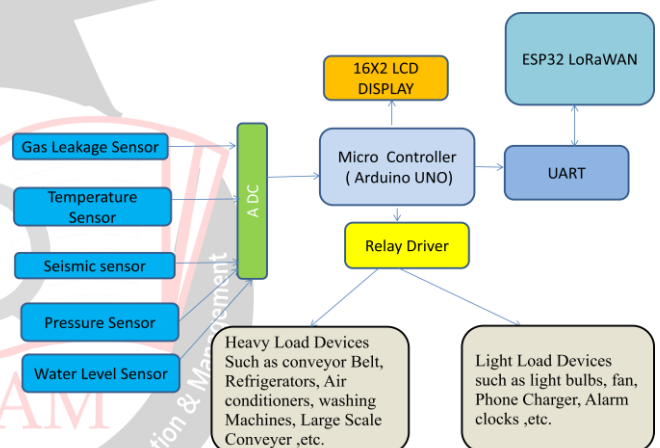 16X2 LCD
DISPLAY
ESP32 LoRaWAN
Gas Leakage Sensor
Temperature
Sensor
Seismic sensor
Pressure Sensor
Water Level Sensor
A DC
Micro Controller
( Arduino UNO)
UART
Relay Driver
Heavy Load Devices
Such as conveyor Belt,
Refrigerators, Air
conditioners, washing
Machines, Large Scale
Conveyer ,etc.
Light Load Devices
such as light bulbs, fan,
Phone Charger, Alarm
clocks ,etc.
AM
& Management